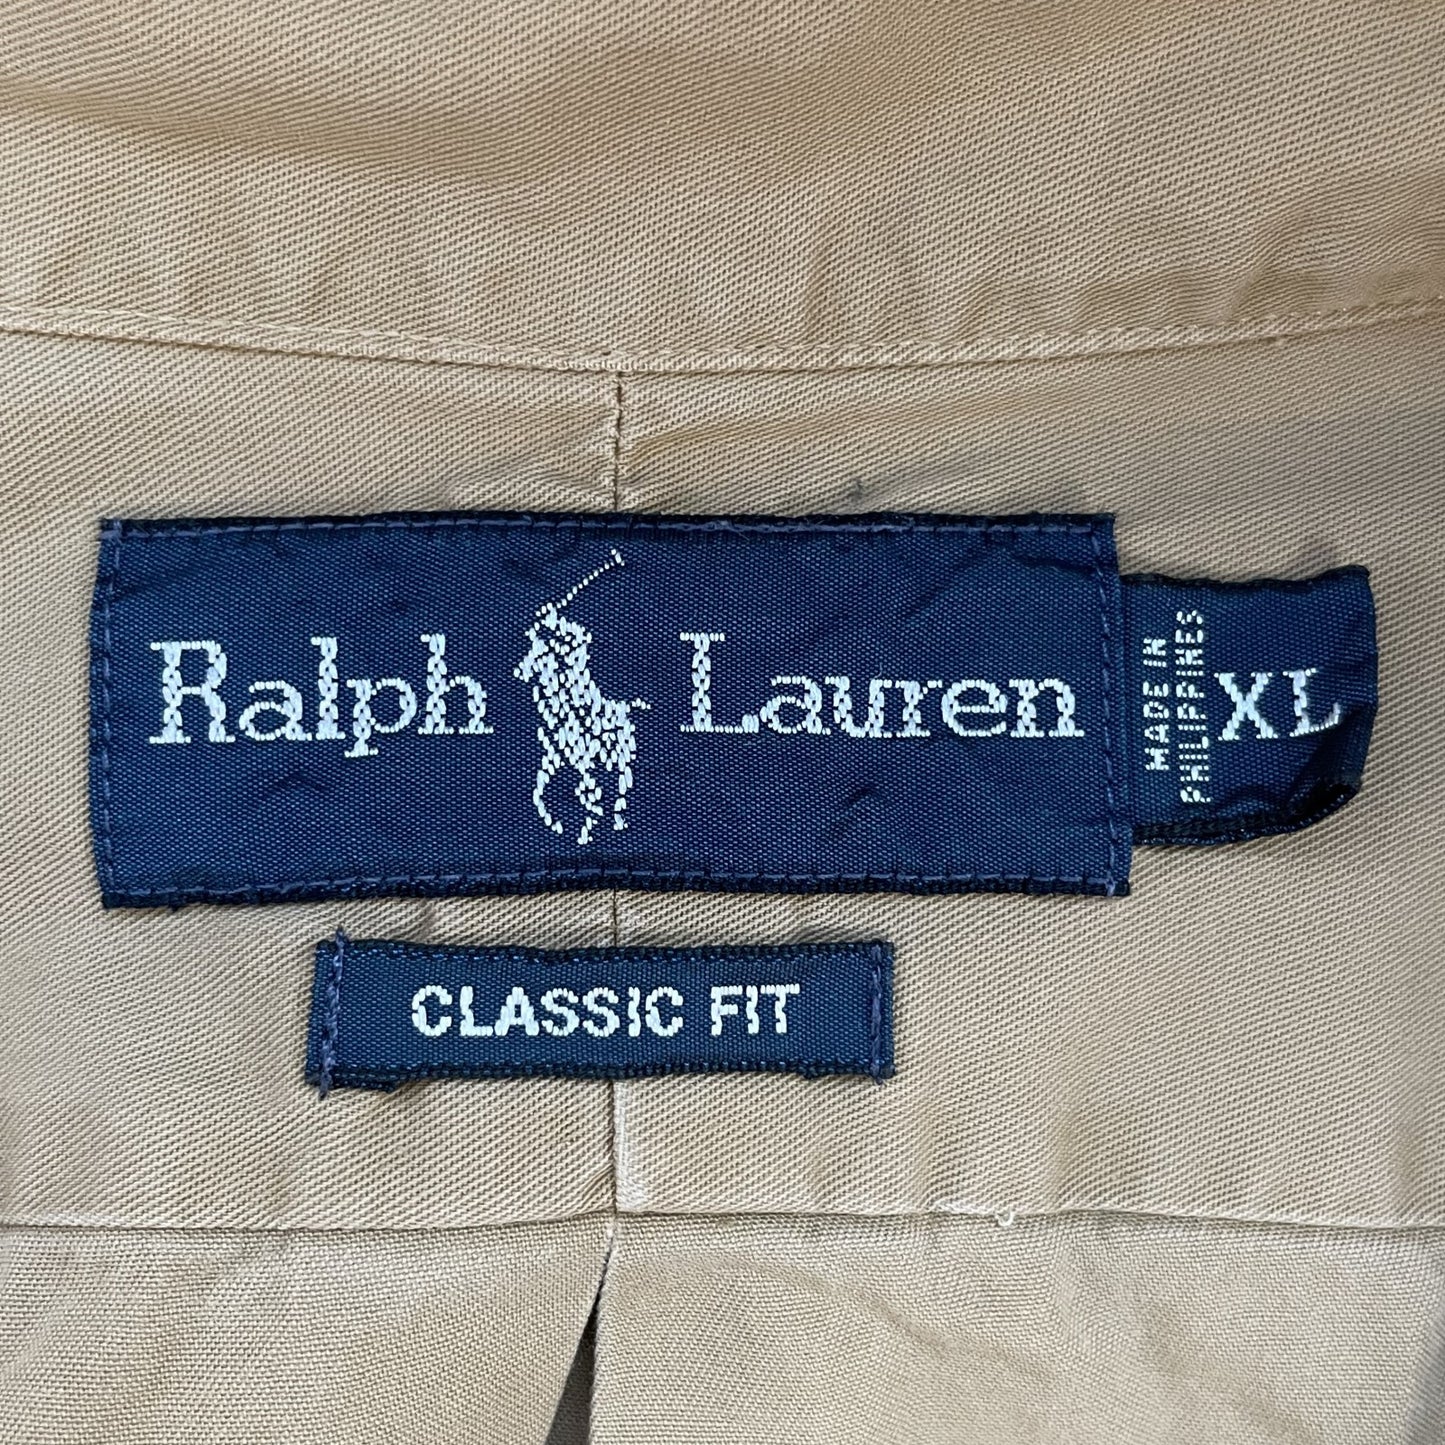 Ralph Lauren
MADE IN
PHILIPPINES
XL
CLASSIC FIT